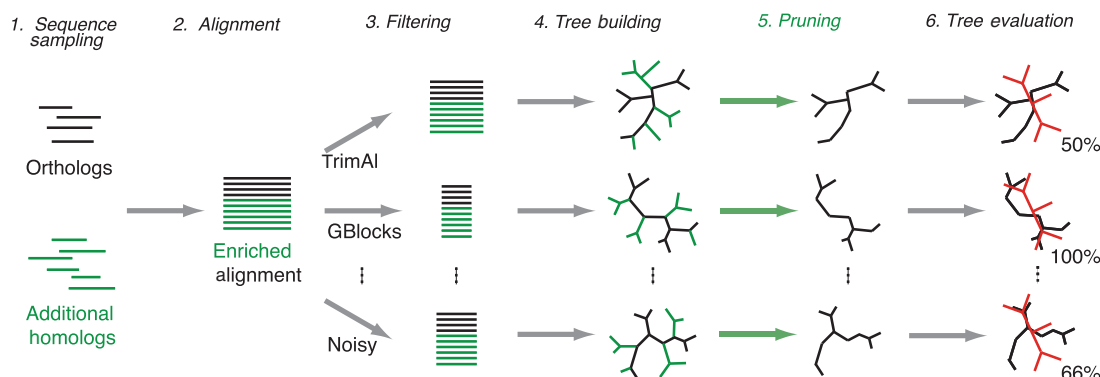 1. Sequence
sampling
2. Alignment
3. Filtering
4. Tree building
5. Pruning
6. Tree evaluation
Orthologs
Additional
homologs
Enriched
alignment
TrimAl
GBlocks
Noisy
50%
100%
66%